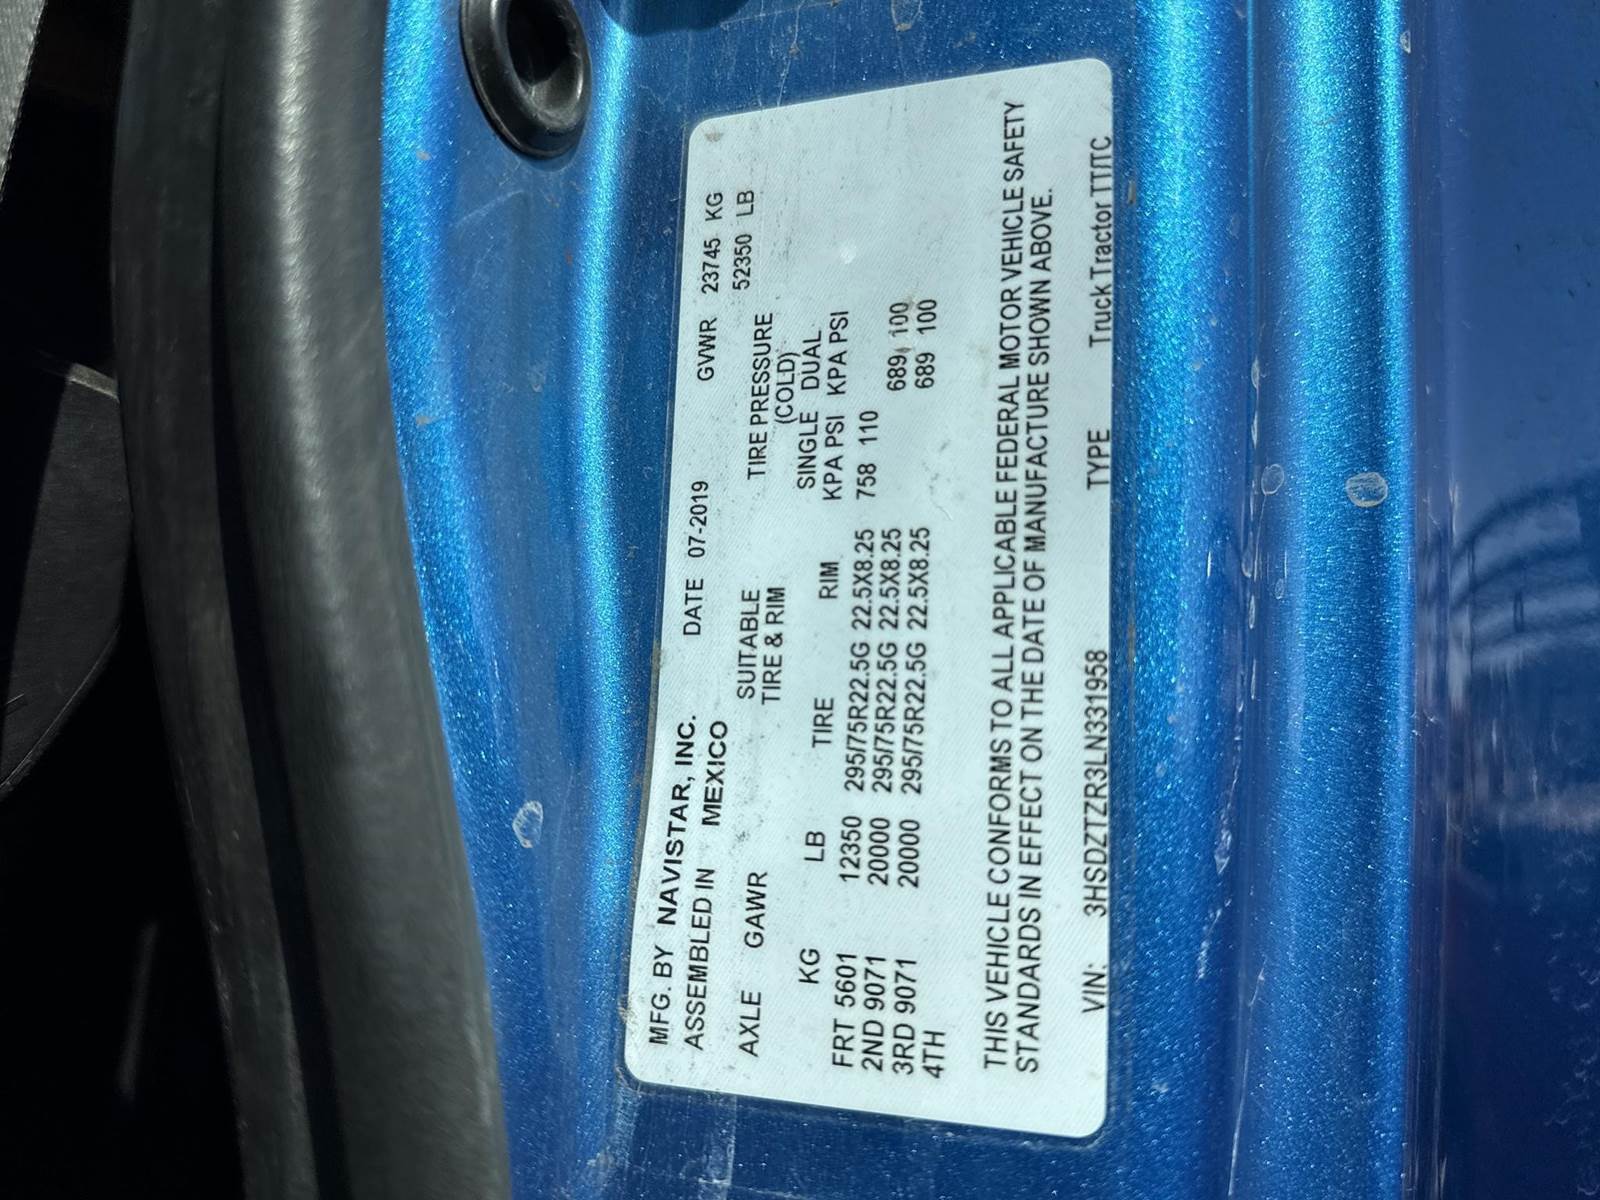 MFG. BY NAVISTAR, INC. DATE 07-2019 GVWR 23745 KG
ASSEMBLED IN MEXICO 52350 LB
AXLE GAWR SUITABLE TIRE PRESSURE
TIRE & RIM (COLD)
SINGLE DUAL
KG LB TIRE RIM KPA PSI KPA PSI
FRT 5601 12350 295/75R22.5G 22.5X8.25 758 110
2ND 9071 20000 295/75R22.5G 22.5X8.25 689 100
3RD 9071 20000 295/75R22.5G 22.5X8.25 689 100
4TH
THIS VEHICLE CONFORMS TO ALL APPLICABLE FEDERAL MOTOR VEHICLE SAFETY
STANDARDS IN EFFECT ON THE DATE OF MANUFACTURE SHOWN ABOVE.
VIN: 3HSDZTZR3LN331958 TYPE Truck Tractor TT/TC